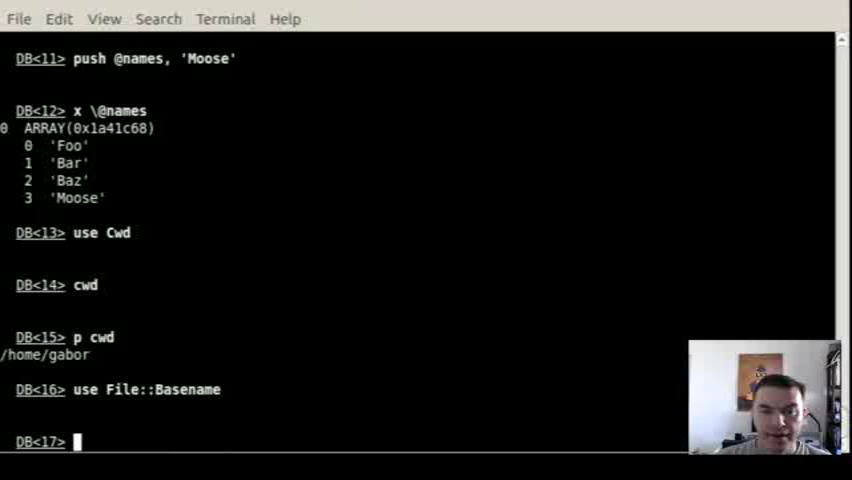 File Edit View Search Terminal Help
DB<11> push @names, 'Moose'
DB<12> x \@names
0 ARRAY(0x1a41c68)
0 'Foo'
1 'Bar'
2 'Baz'
3 'Moose'
DB<13> use Cwd
DB<14> cwd
DB<15> p cwd
/home/gabor
DB<16> use File::Basename
DB<17>